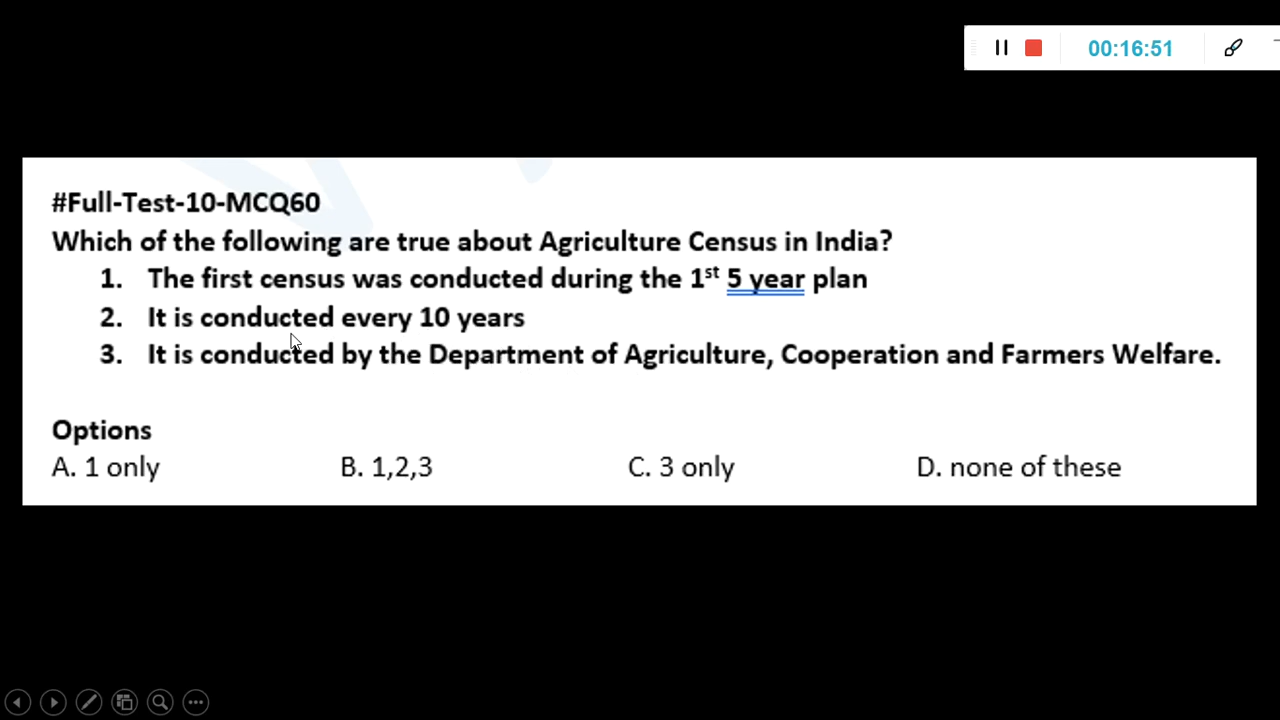 00:16:51
#Full-Test-10-MCQ60
Which of the following are true about Agriculture Census in India?
1. The first census was conducted during the 1st 5 year plan
2. It is conducted every 10 years
3. It is conducted by the Department of Agriculture, Cooperation and Farmers Welfare.
Options
A. 1 only B. 1,2,3 C. 3 only D. none of these